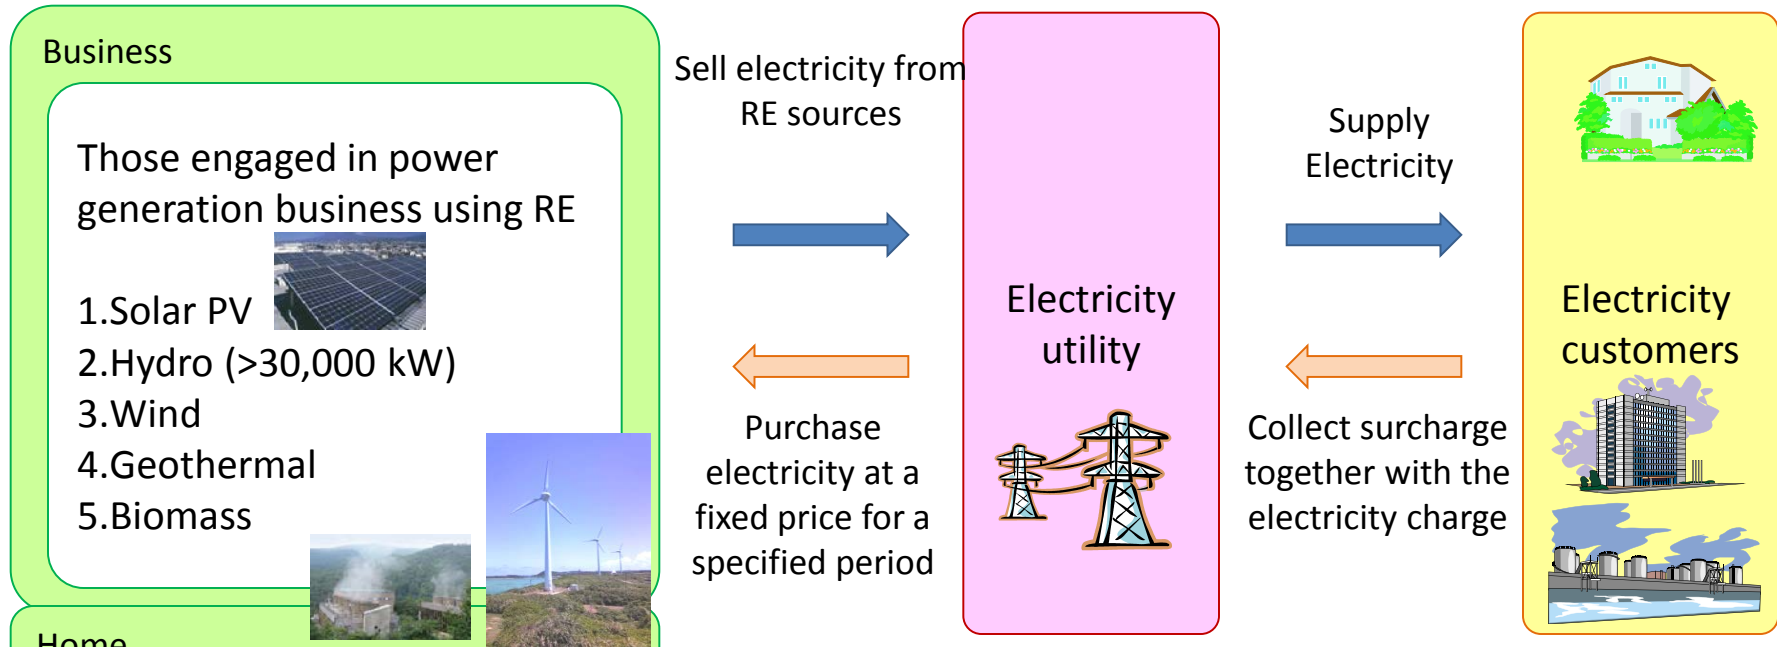 Business
Those engaged in power
generation business using RE
1.Solar PV
2.Hydro (>30,000 kW)
3.Wind
4.Geothermal
5.Biomass
Home
Sell electricity from
RE sources
Purchase
electricity at a
fixed price for a
specified period
Electricity
utility
Supply
Electricity
Collect surcharge
together with the
electricity charge
Electricity
customers